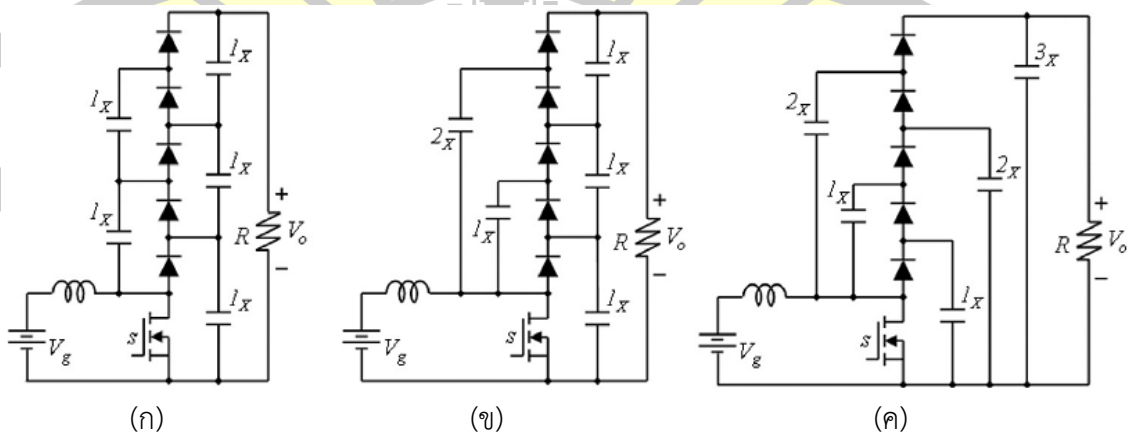 1X
1X
1X
1X
1X
R
+
Vo
−
Vg
s
(ก)
1X
2X
1X
1X
1X
R
+
Vo
−
Vg
s
(ข)
3X
2X
2X
1X
1X
R
+
Vo
−
Vg
s
(ค)